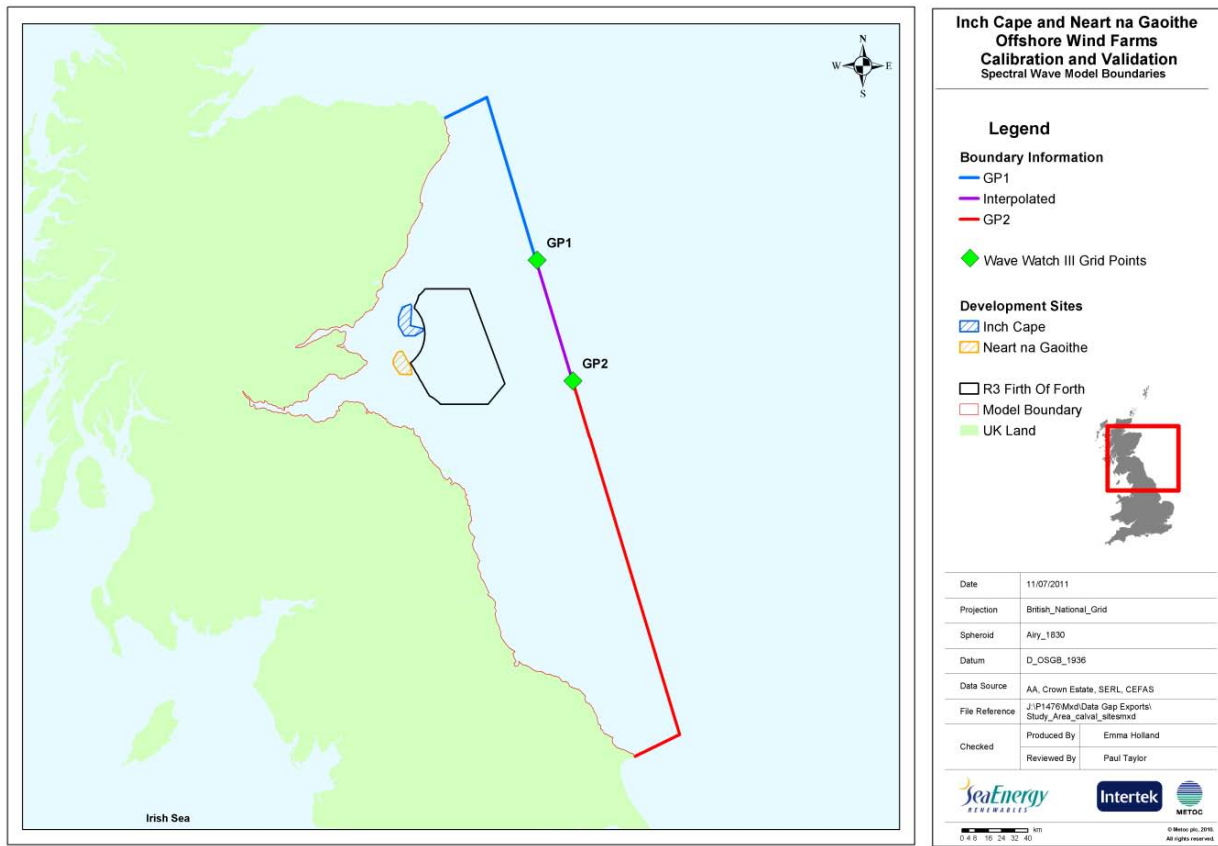 N
W E
S
GP1
GP2
Irish Sea
Inch Cape and Neart na Gaoithe
Offshore Wind Farms
Calibration and Validation
Spectral Wave Model Boundaries
Legend
Boundary Information
GP1
Interpolated
GP2
Wave Watch III Grid Points
Development Sites
Inch Cape
Neart na Gaoithe
R3 Firth Of Forth
Model Boundary
UK Land
Date 11/07/2011
Projection British_National_Grid
Spheroid Airy_1830
Datum D_OSGB_1936
Data Source AA, Crown Estate, SERL, CEFAS
File Reference J:\P1476\Mxd\Data Gap Exports\
Study_Area_calval_sitesmxd
Checked
Produced By Emma Holland
Reviewed By Paul Taylor
SeaEnergy
RENEWABLES
Intertek
METOC
km
0 4 8 16 24 32 40
© Metoc plc, 2010.
All rights reserved.